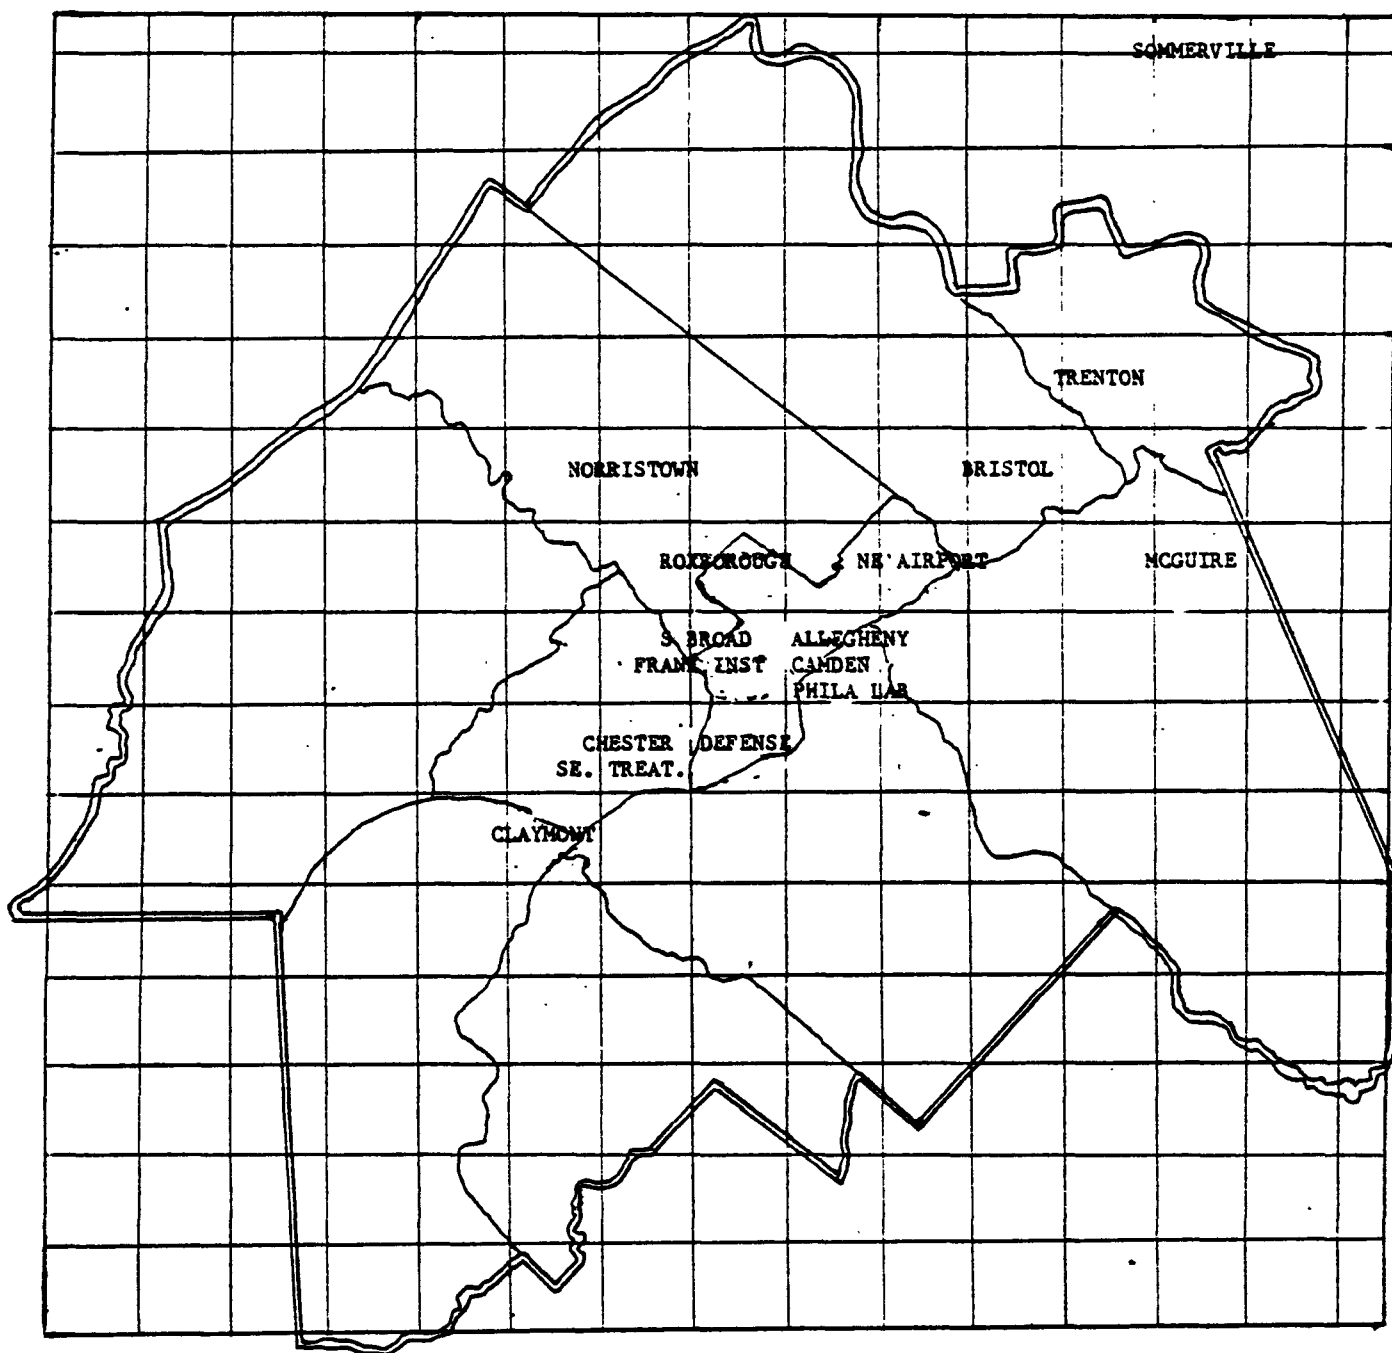 SOMMERVILLE
TRENTON
NORRISTOWN BRISTOL
ROXBOROUGH NE AIRPORT MCGUIRE
S BROAD ALLEGHENY
FRANK INST CAMDEN
PHILA LAB
CHESTER DEFENSE
SE. TREAT.
CLAYMONT